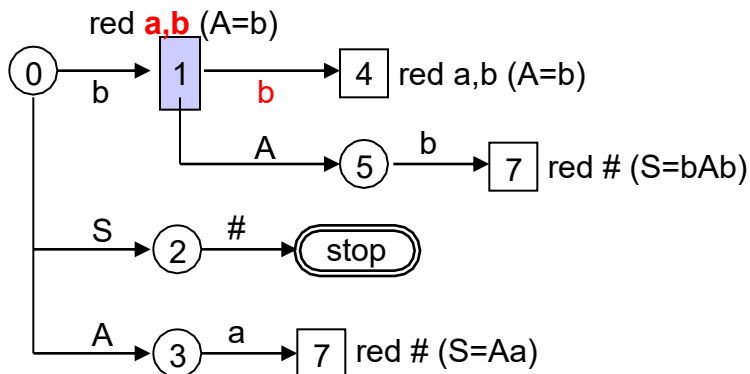 red a,b (A=b)
0 b 1 b 4 red a,b (A=b)
A 5 b 7 red # (S=bAb)
S 2 # stop
A 3 a 7 red # (S=Aa)